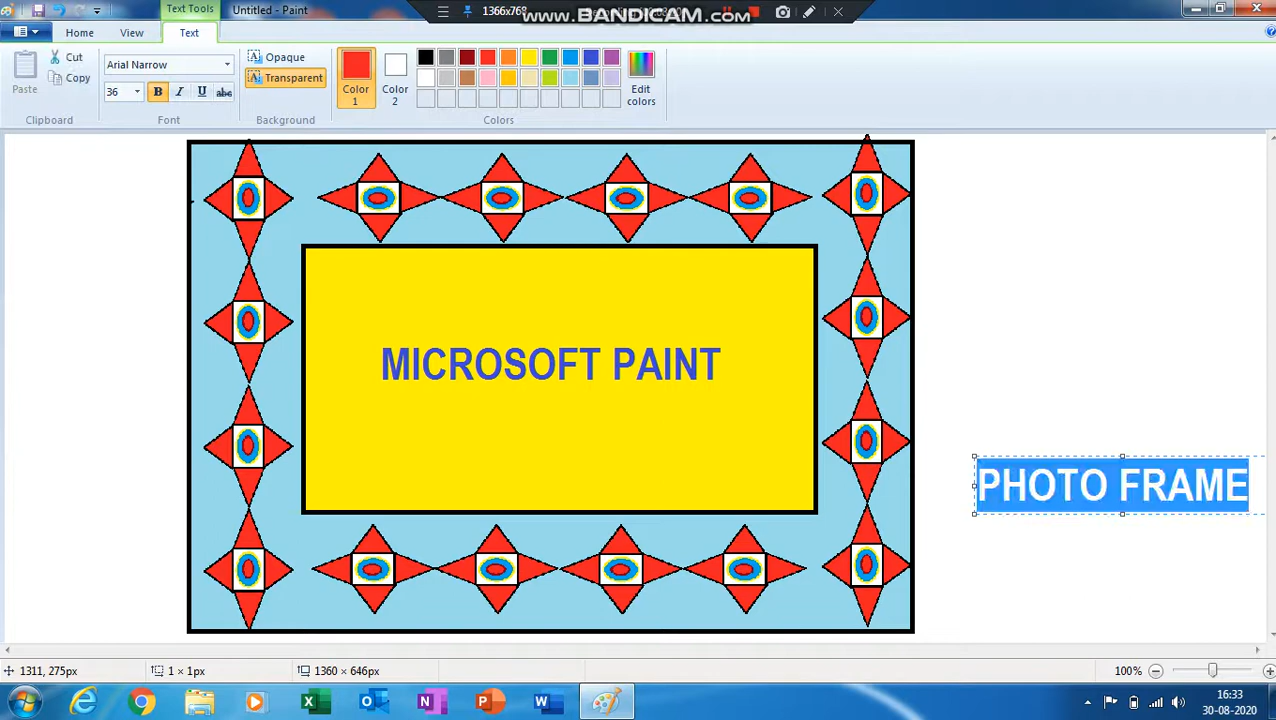 Text Tools
Untitled - Paint
1366x768
www.BANDICAM.com
Home
View
Text
Cut
Copy
Paste
Clipboard
Arial Narrow
36
B
I
U
abc
Font
Opaque
Transparent
Background
Color 1
Color 2
Edit colors
Colors
MICROSOFT PAINT
PHOTO FRAME
1311, 275px
1 × 1px
1360 × 646px
100%
16:33
30-08-2020